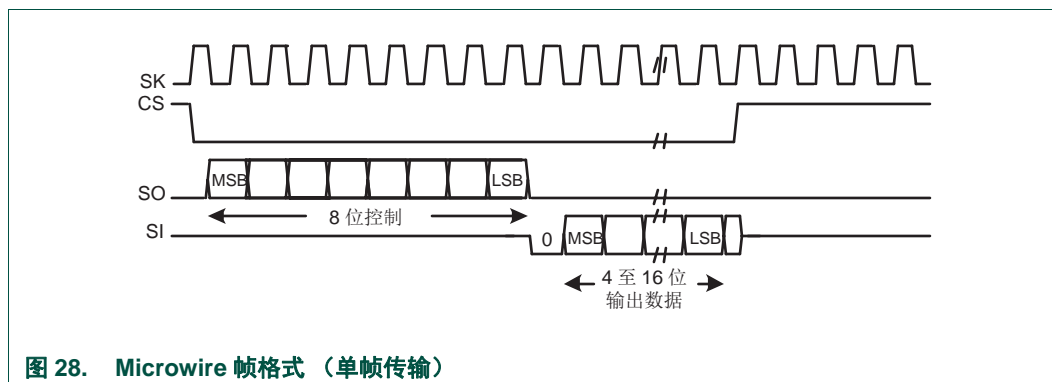 SK
CS
MSB LSB
SO
8 位控制
SI
0 MSB LSB
4 至 16 位
输出数据
图 28. Microwire 帧格式 （单帧传输）